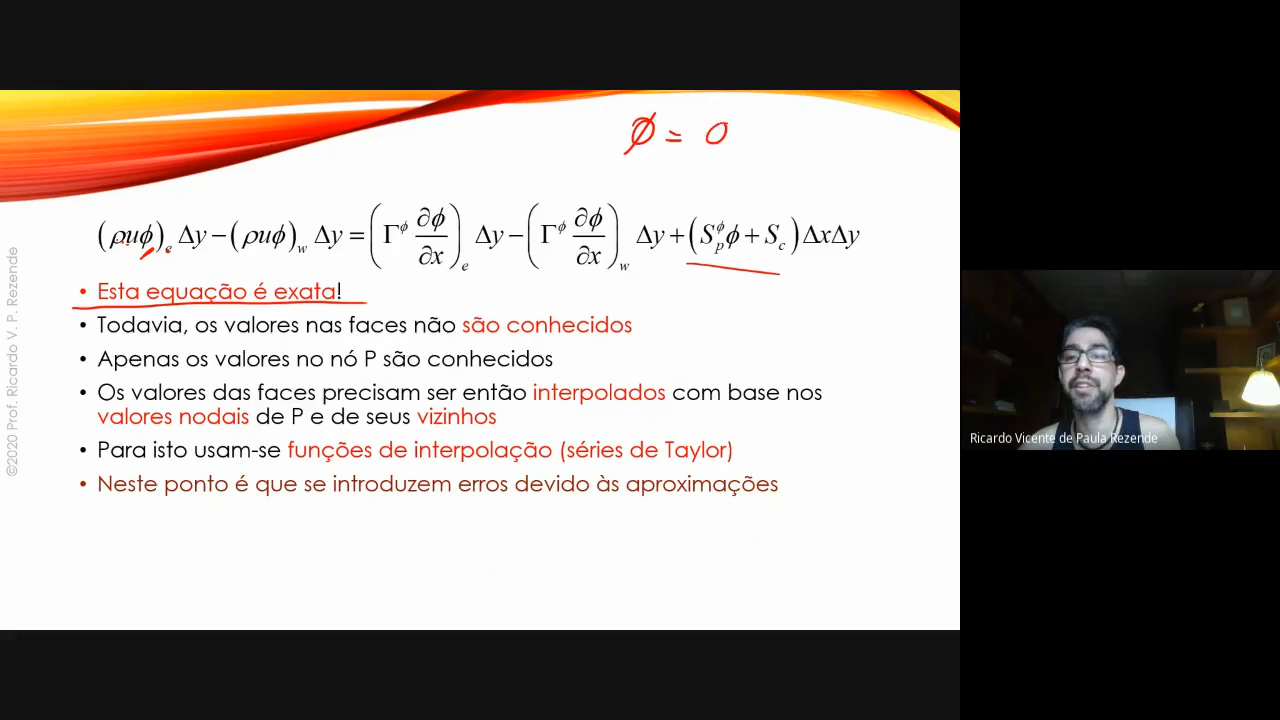 ϕ = 0
(ρuϕ)ₑ Δy − (ρuϕ)_w Δy = (Γ^ϕ ∂ϕ/∂x)ₑ Δy − (Γ^ϕ ∂ϕ/∂x)_w Δy + (S_p^ϕ ϕ + S_c) ΔxΔy
• Esta equação é exata!
• Todavia, os valores nas faces não são conhecidos
• Apenas os valores no nó P são conhecidos
• Os valores das faces precisam ser então interpolados com base nos
valores nodais de P e de seus vizinhos
• Para isto usam-se funções de interpolação (séries de Taylor)
• Neste ponto é que se introduzem erros devido às aproximações
©2020 Prof. Ricardo V. P. Rezende
Ricardo Vicente de Paula Rezende